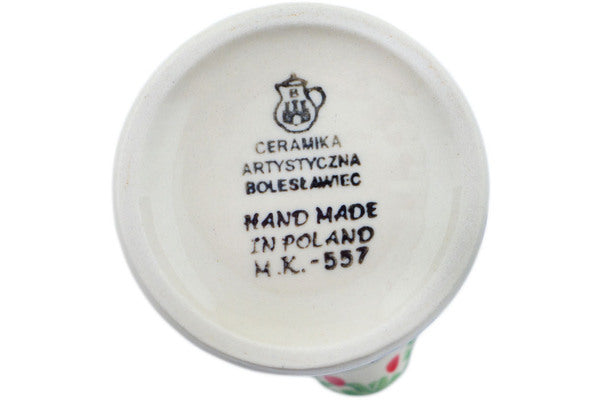 B
CERAMIKA
ARTYSTYCZNA
BOLESŁAWIEC
HAND MADE
IN POLAND
M.K.-557